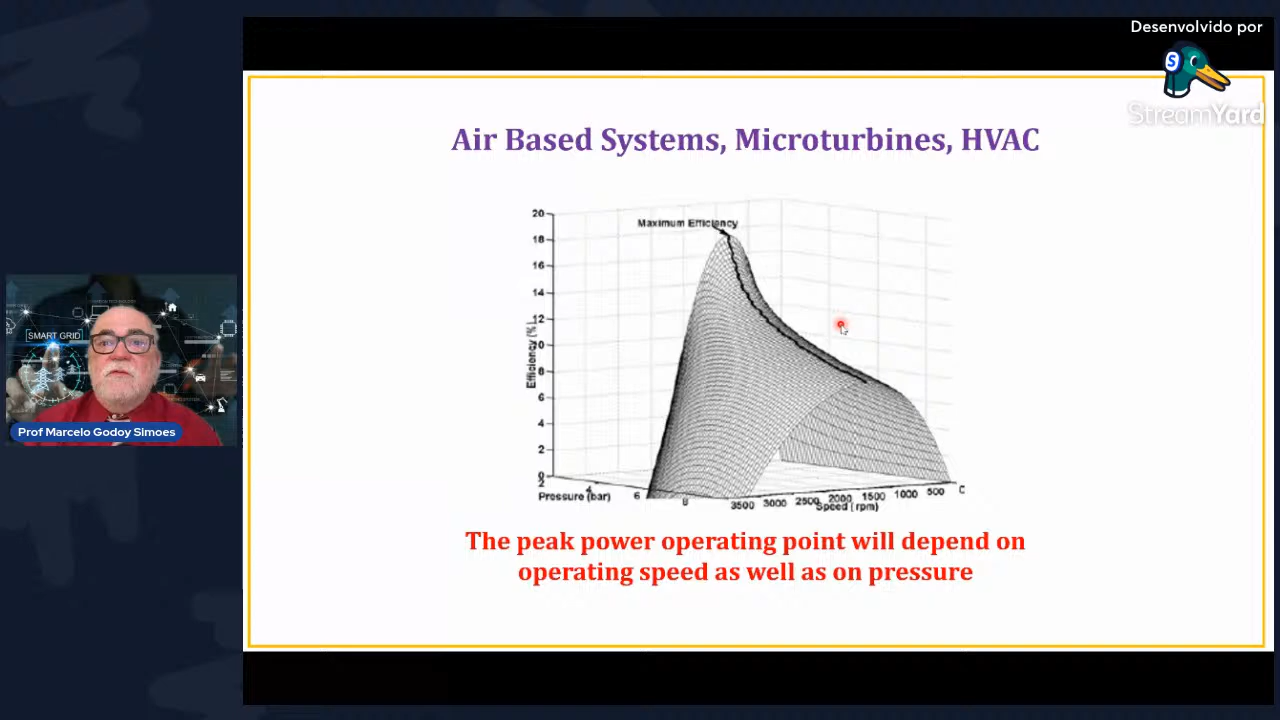 Desenvolvido por
StreamYard
Air Based Systems, Microturbines, HVAC
Maximum Efficiency
20
18
16
14
12
10
8
6
4
2
0
Efficiency (%)
2
4
6
8
Pressure (bar)
3500 3000 2500 2000 1500 1000 500
Speed (rpm)
The peak power operating point will depend on
operating speed as well as on pressure
SMART GRID
Prof Marcelo Godoy Simoes